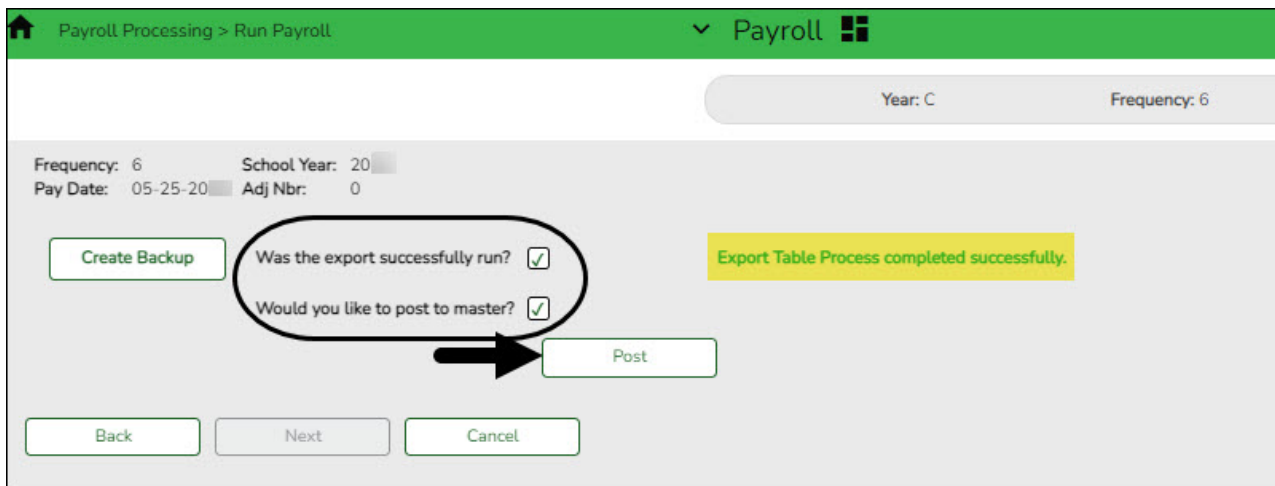 Payroll Processing > Run Payroll
Payroll
Year: C Frequency: 6
Frequency: 6 School Year: 20
Pay Date: 05-25-20 Adj Nbr: 0
Create Backup Was the export successfully run? Export Table Process completed successfully.
Would you like to post to master?
Post
Back Next Cancel